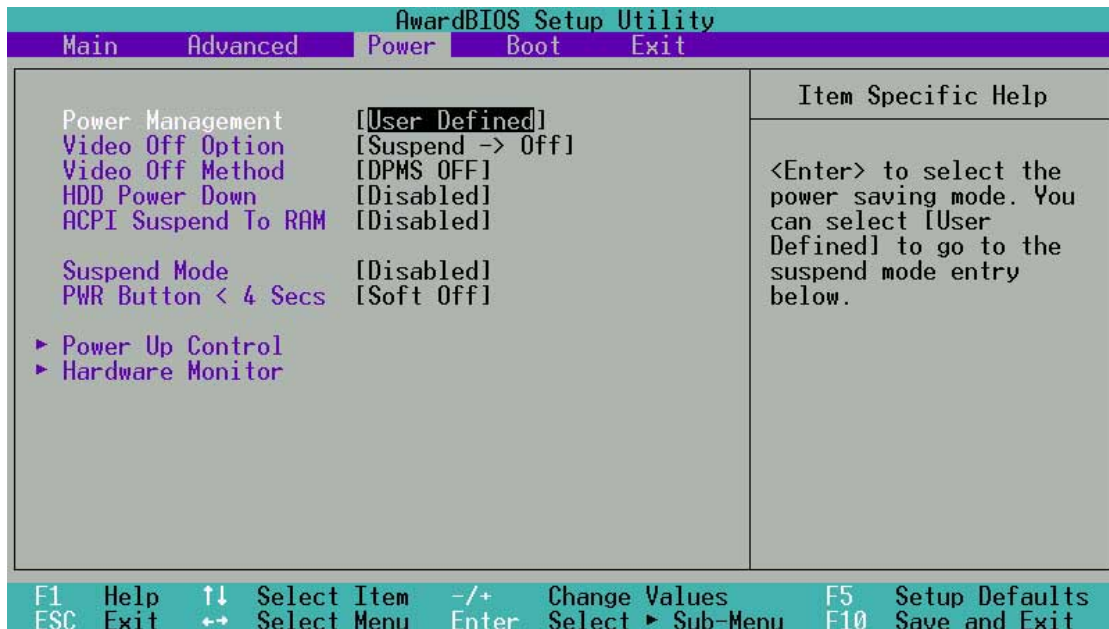 AwardBIOS Setup Utility
Main Advanced Power Boot Exit
Power Management [User Defined]
Video Off Option [Suspend -> Off]
Video Off Method [DPMS OFF]
HDD Power Down [Disabled]
ACPI Suspend To RAM [Disabled]
Suspend Mode [Disabled]
PWR Button < 4 Secs [Soft Off]
► Power Up Control
► Hardware Monitor
Item Specific Help
<Enter> to select the
power saving mode. You
can select [User
Defined] to go to the
suspend mode entry
below.
F1 Help ↑↓ Select Item -/+ Change Values F5 Setup Defaults
ESC Exit ←→ Select Menu Enter Select ► Sub-Menu F10 Save and Exit